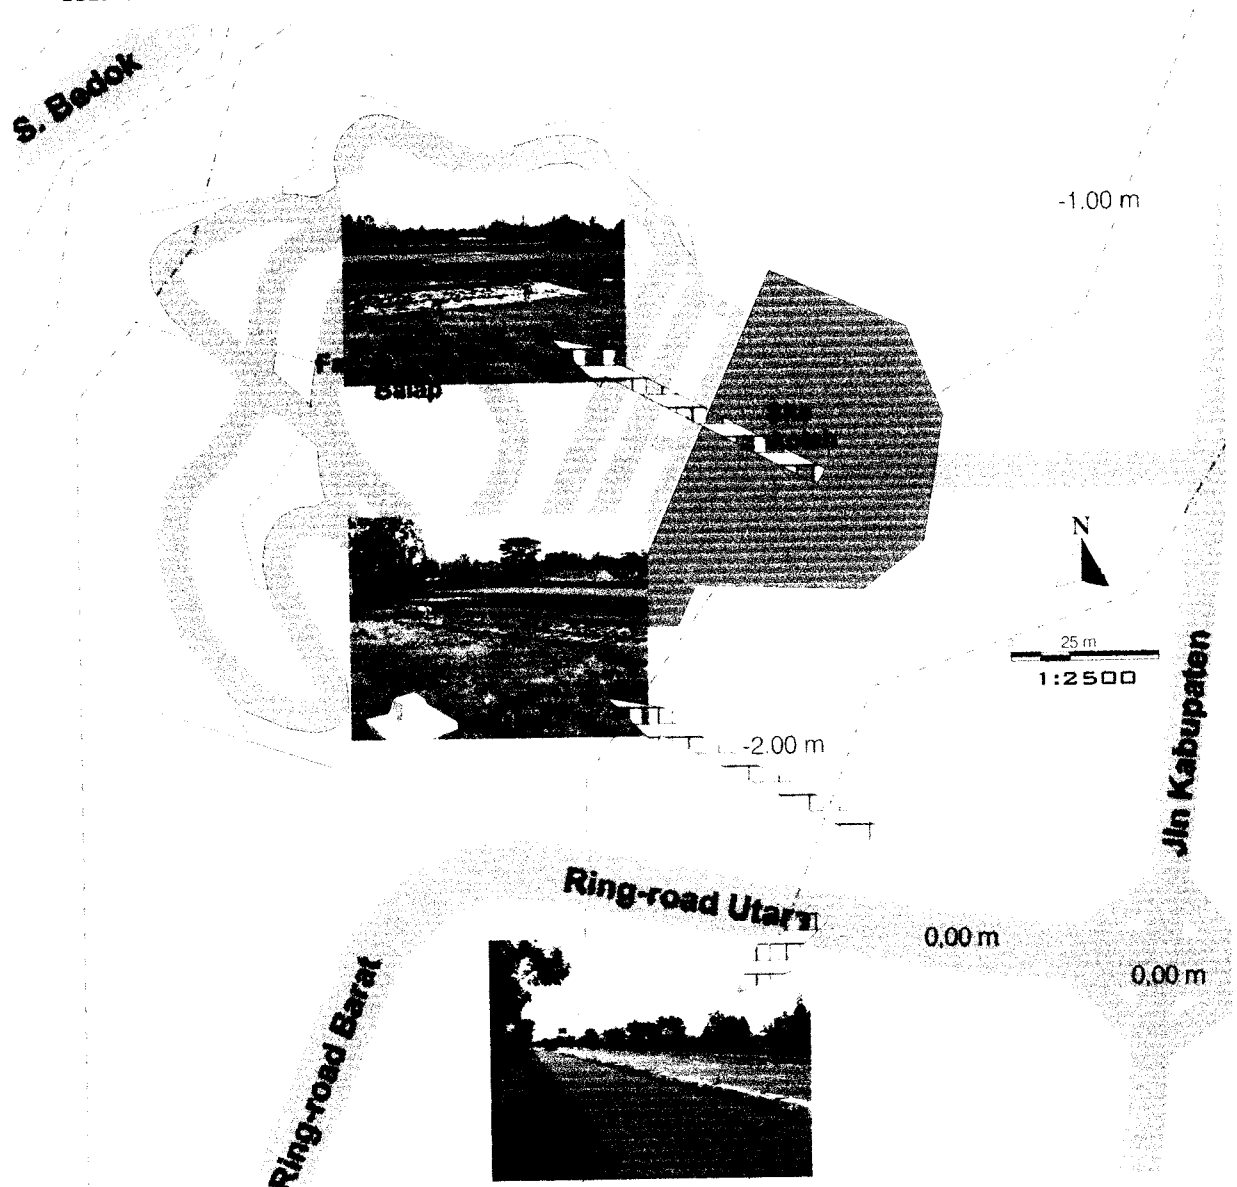 S. Bedok
-1.00 m
Balap
N
25 m
1:2500
Jln Kabupaten
-2.00 m
Ring-road Utara
0,00 m
0,00 m
Ring-road Barat